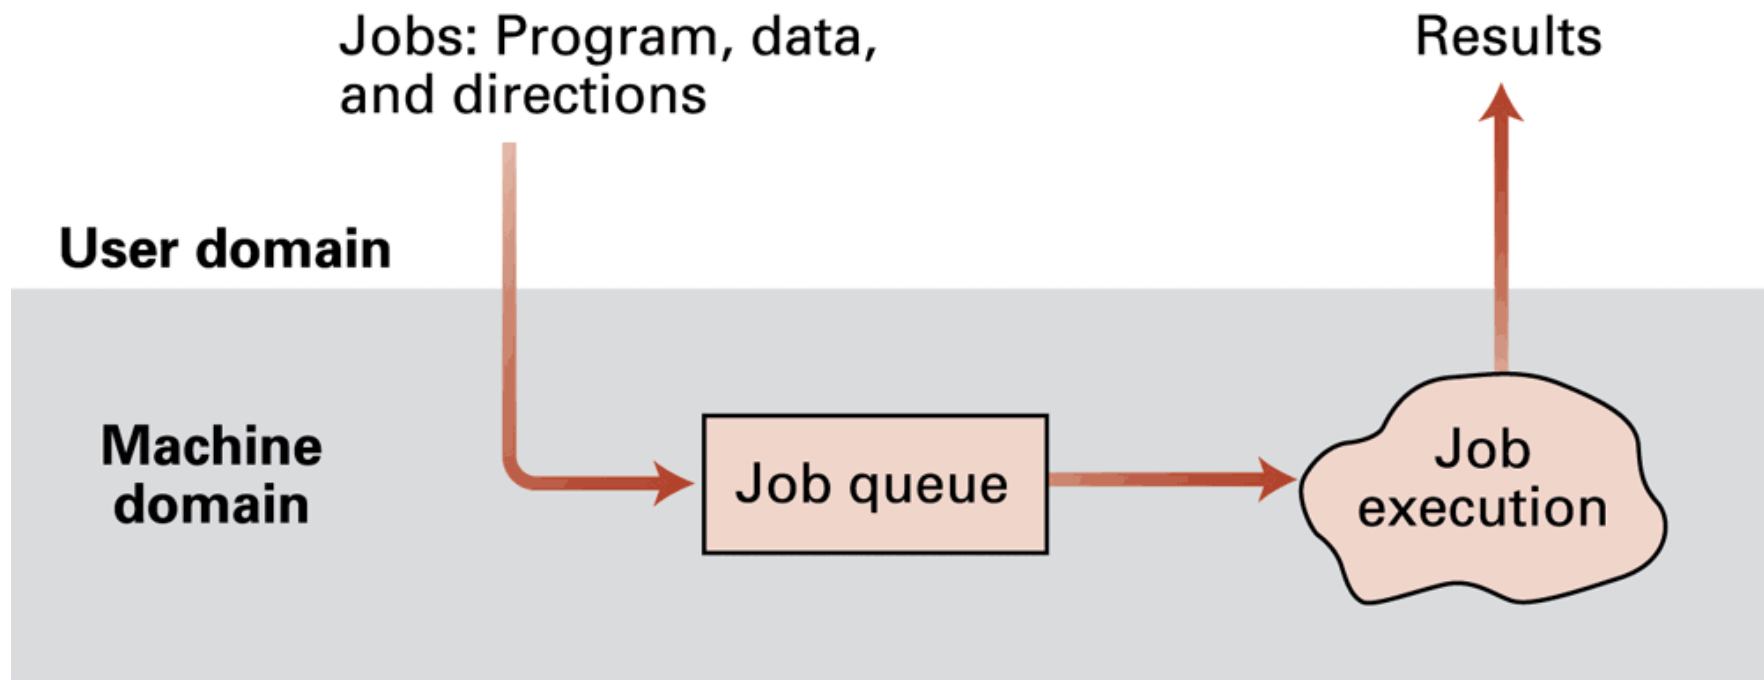 Jobs: Program, data,
and directions
Results
User domain
Machine
domain
Job queue
Job
execution